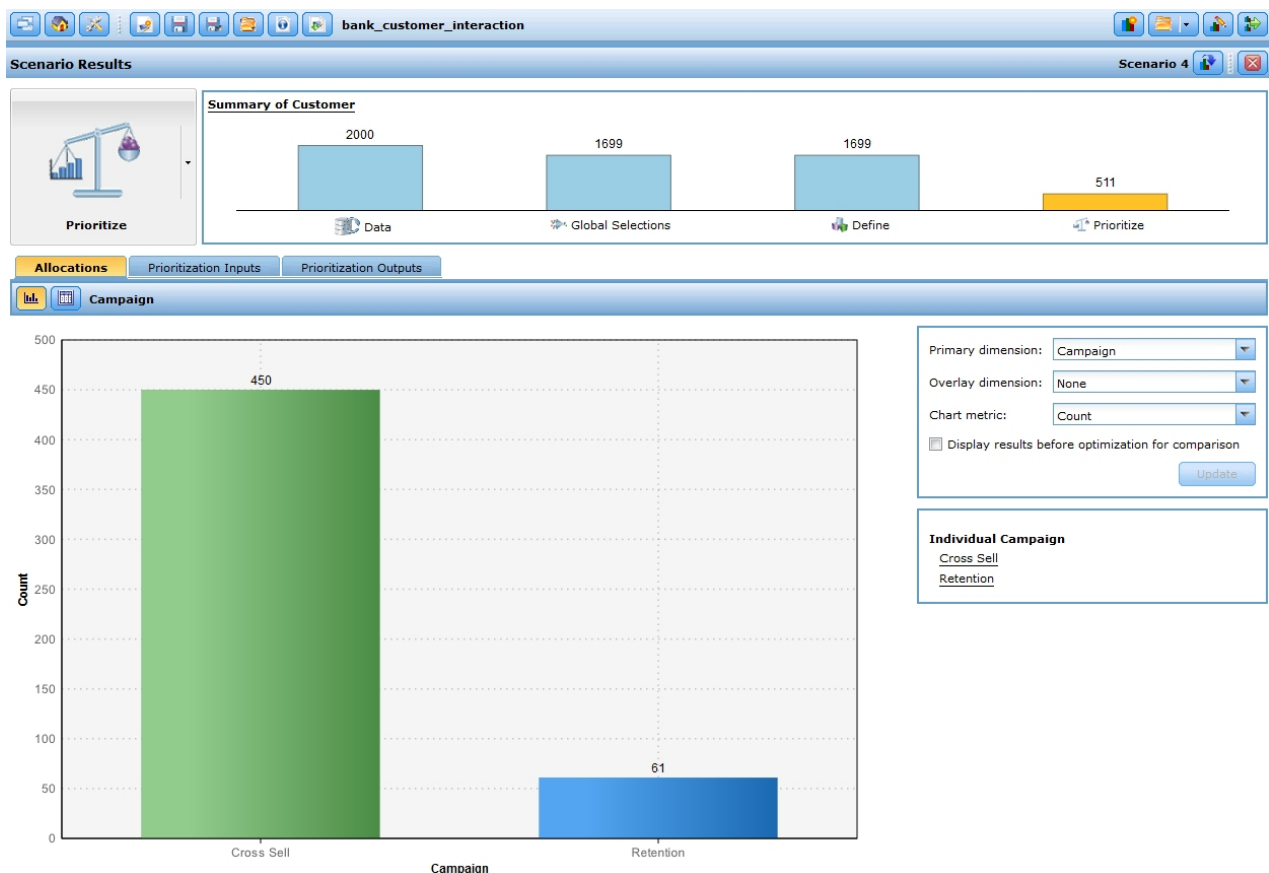 bank_customer_interaction
Scenario Results
Scenario 4
Prioritize
Summary of Customer
2000
1699
1699
511
Data
Global Selections
Define
Prioritize
Allocations
Prioritization Inputs
Prioritization Outputs
Campaign
500
450
400
350
300
250
200
150
100
50
0
Count
450
61
Cross Sell
Retention
Campaign
Primary dimension: Campaign
Overlay dimension: None
Chart metric: Count
Display results before optimization for comparison
Update
Individual Campaign
Cross Sell
Retention